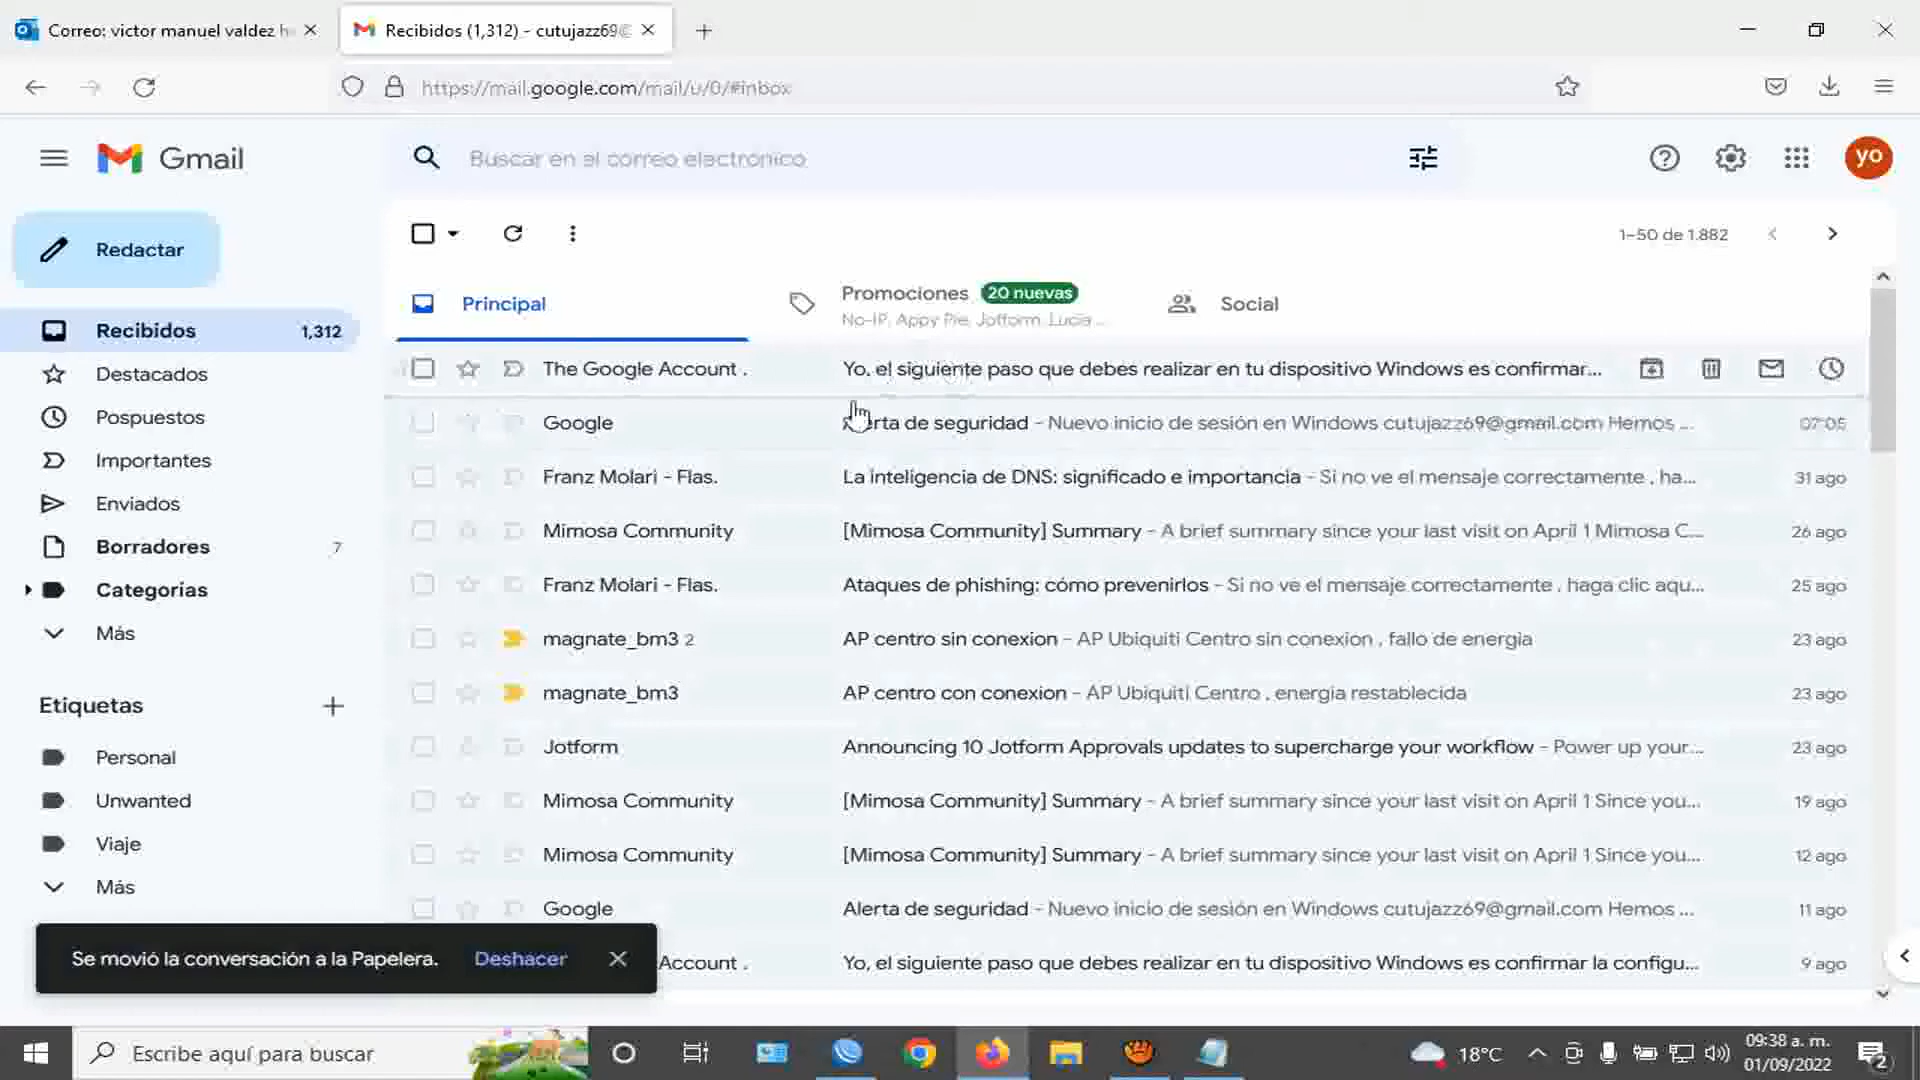 Correo: victor manuel valdez h
Recibidos (1,312) - cutujazz69@
https://mail.google.com/mail/u/0/#inbox
Gmail
Buscar en el correo electrónico
yo
Redactar
1–50 de 1.882
Principal
Promociones 20 nuevas
No-IP, Appy Pie, Jotform, Lucia ...
Social
Recibidos 1,312
Destacados
Pospuestos
Importantes
Enviados
Borradores 7
Categorías
Más
Etiquetas
Personal
Unwanted
Viaje
Más
The Google Account . Yo, el siguiente paso que debes realizar en tu dispositivo Windows es confirmar...
Google erta de seguridad - Nuevo inicio de sesión en Windows cutujazz69@gmail.com Hemos ... 07:05
Franz Molari - Flas. La inteligencia de DNS: significado e importancia - Si no ve el mensaje correctamente , ha... 31 ago
Mimosa Community [Mimosa Community] Summary - A brief summary since your last visit on April 1 Mimosa C... 26 ago
Franz Molari - Flas. Ataques de phishing: cómo prevenirlos - Si no ve el mensaje correctamente , haga clic aqu... 25 ago
magnate_bm3 2 AP centro sin conexion - AP Ubiquiti Centro sin conexion , fallo de energia 23 ago
magnate_bm3 AP centro con conexion - AP Ubiquiti Centro , energia restablecida 23 ago
Jotform Announcing 10 Jotform Approvals updates to supercharge your workflow - Power up your... 23 ago
Mimosa Community [Mimosa Community] Summary - A brief summary since your last visit on April 1 Since you... 19 ago
Mimosa Community [Mimosa Community] Summary - A brief summary since your last visit on April 1 Since you... 12 ago
Google Alerta de seguridad - Nuevo inicio de sesión en Windows cutujazz69@gmail.com Hemos ... 11 ago
Account . Yo, el siguiente paso que debes realizar en tu dispositivo Windows es confirmar la configu... 9 ago
Se movió la conversación a la Papelera. Deshacer
Escribe aquí para buscar
18°C
09:38 a. m.
01/09/2022
2